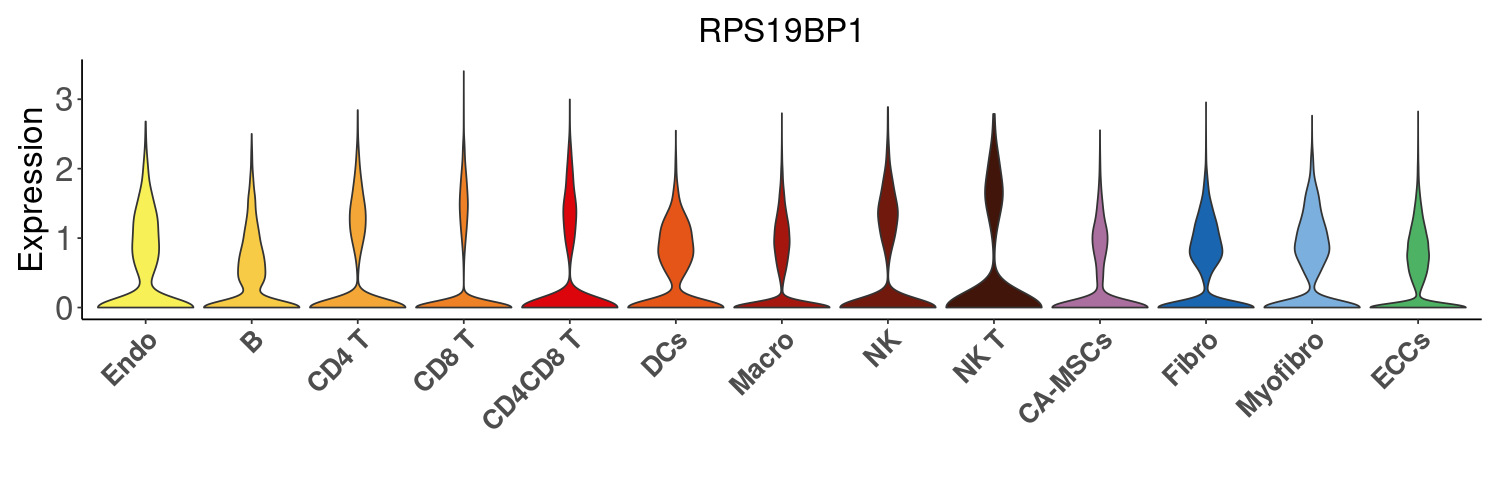 RPS19BP1
Expression
3
2
1
0
Endo B CD4 T CD8 T CD4CD8 T DCs Macro NK NK T CA-MSCs Fibro Myofibro ECCs